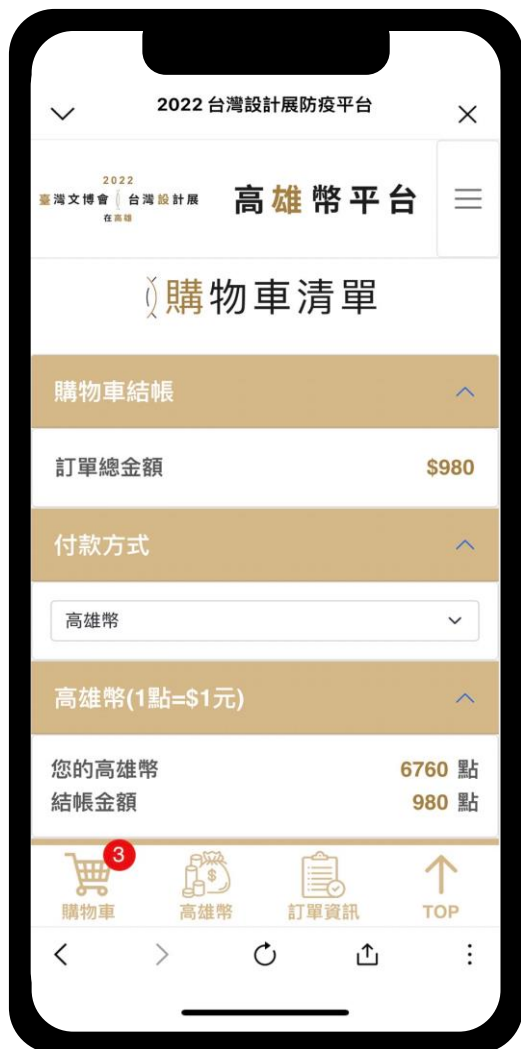 2022 台灣設計展防疫平台
2022
臺灣文博會 台灣設計展
在高雄
高雄幣平台
購物車清單
購物車結帳
訂單總金額 $980
付款方式
高雄幣
高雄幣(1點=$1元)
您的高雄幣 6760 點
結帳金額 980 點
3
購物車 高雄幣 訂單資訊 TOP